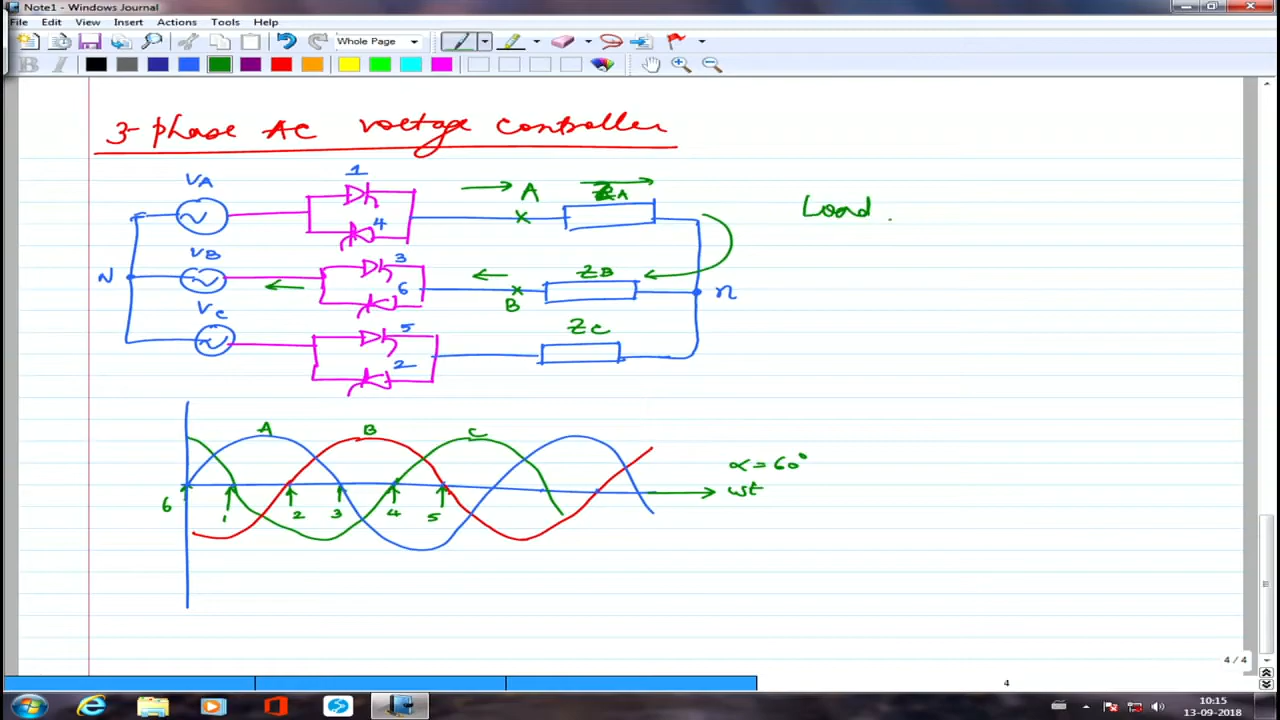 Note1 - Windows Journal
File Edit View Insert Actions Tools Help
Whole Page
B I
3-phase AC voltage controller
VA 1 A ZA Load.
4
N VB 3 ZB
6 B n
VC 5 ZC
2
A B C
α = 60°
6 1 2 3 4 5 ωt
4 / 4
4
10:15
13-09-2018